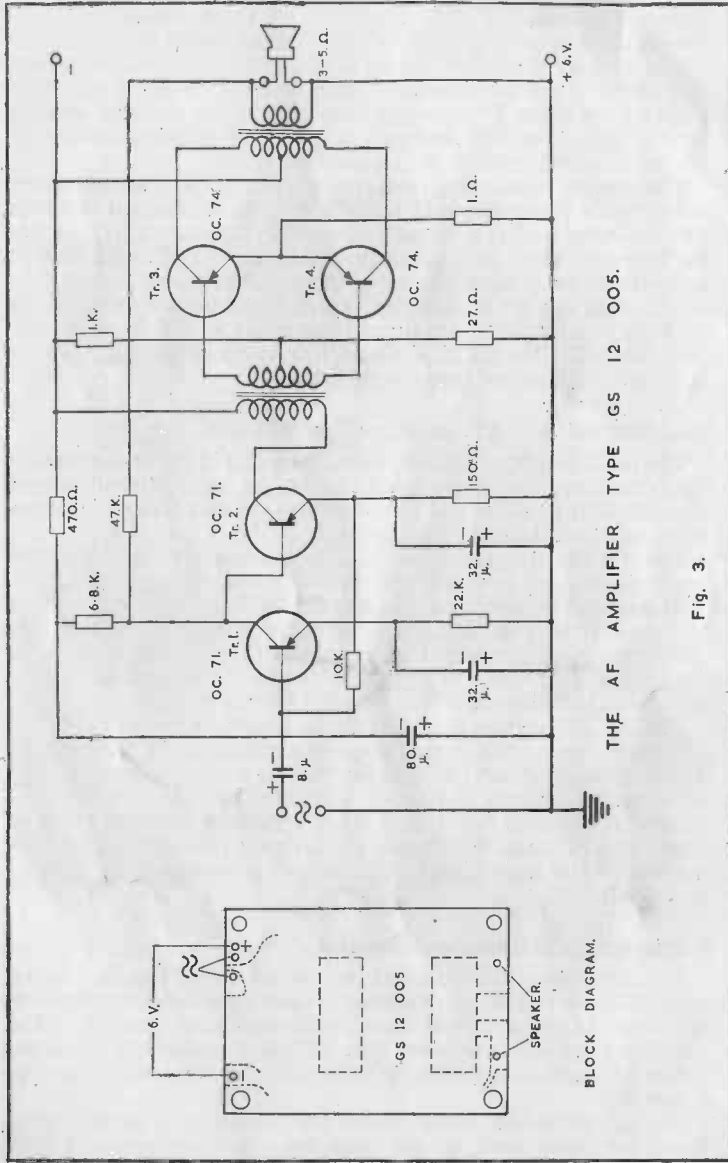 6.V.
+
−
GS 12 005
SPEAKER.
BLOCK DIAGRAM.
−
470.Ω.
6·8.K.
47.K.
1.K.
OC. 71.
Tr.1.
OC. 71.
Tr. 2.
Tr. 3.
OC. 74.
Tr. 4.
OC. 74.
3–5.Ω.
+ −
8.µ
10.K.
−
+
80.
µ.
−
+
32.
µ.
22.K.
−
+
32.
µ.
150.Ω.
27.Ω.
1.Ω.
+ 6.V.
THE AF AMPLIFIER TYPE GS 12 005.
Fig. 3.